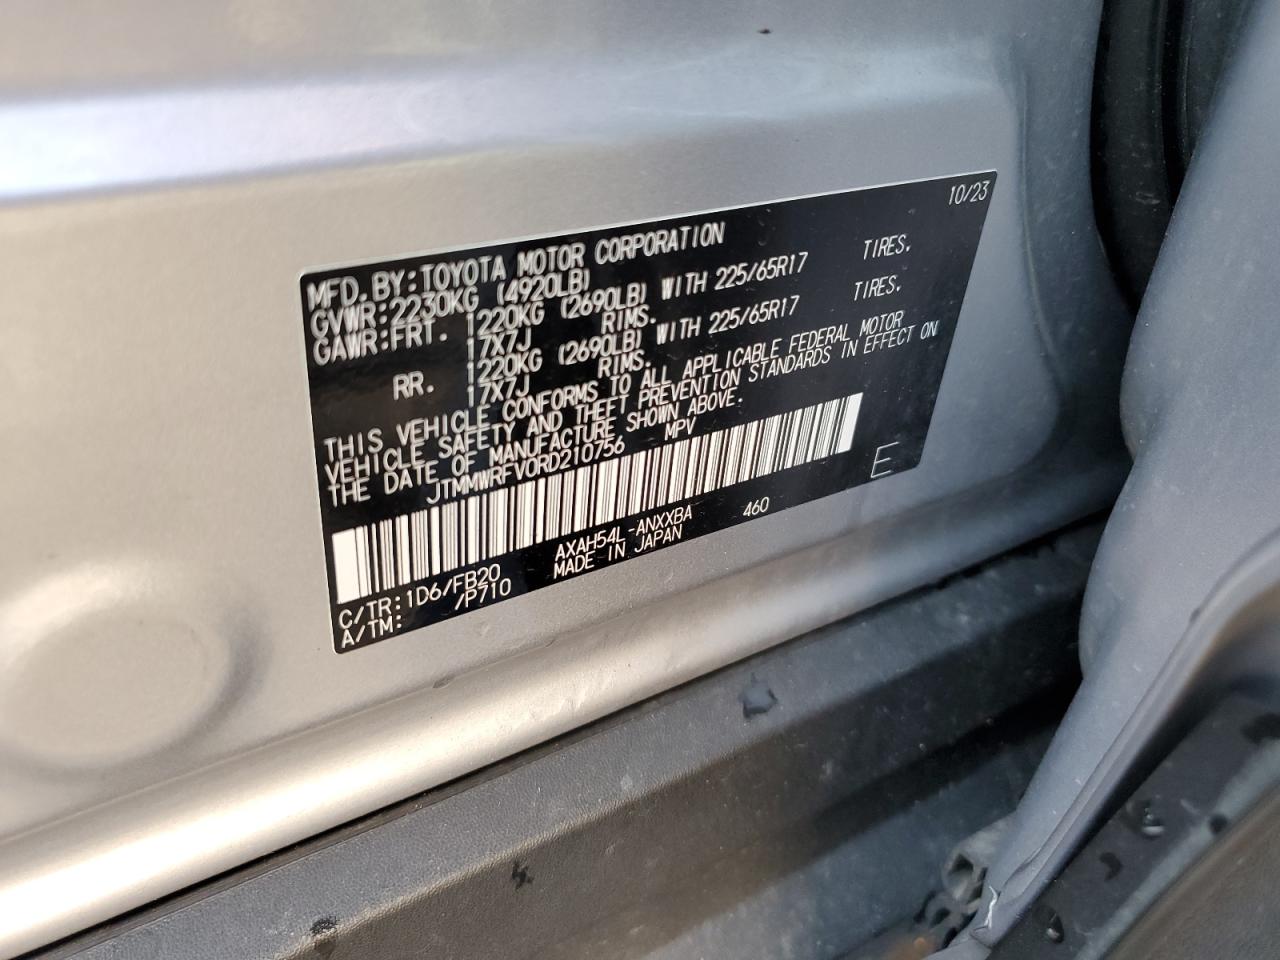 10/23
MFD.BY:TOYOTA MOTOR CORPORATION
GVWR:2230KG (4920LB)
GAWR:FRT. 1220KG (2690LB) WITH 225/65R17 TIRES.
17X7J RIMS.
RR. 1220KG (2690LB) WITH 225/65R17 TIRES.
17X7J RIMS.
THIS VEHICLE CONFORMS TO ALL APPLICABLE FEDERAL MOTOR
VEHICLE SAFETY AND THEFT PREVENTION STANDARDS IN EFFECT ON
THE DATE OF MANUFACTURE SHOWN ABOVE.
JTMMWRFV0RD210756 MPV
E
C/TR:1D6/FB20 AXAH54L-ANXXBA 460
A/TM: /P710 MADE IN JAPAN